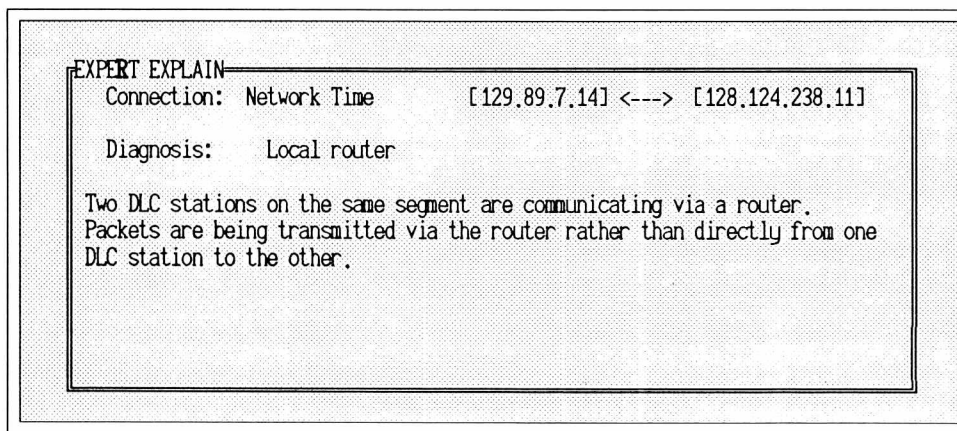 EXPERT EXPLAIN
Connection: Network Time [129.89.7.14] <---> [128.124.238.11]
Diagnosis: Local router
Two DLC stations on the same segment are communicating via a router.
Packets are being transmitted via the router rather than directly from one
DLC station to the other.